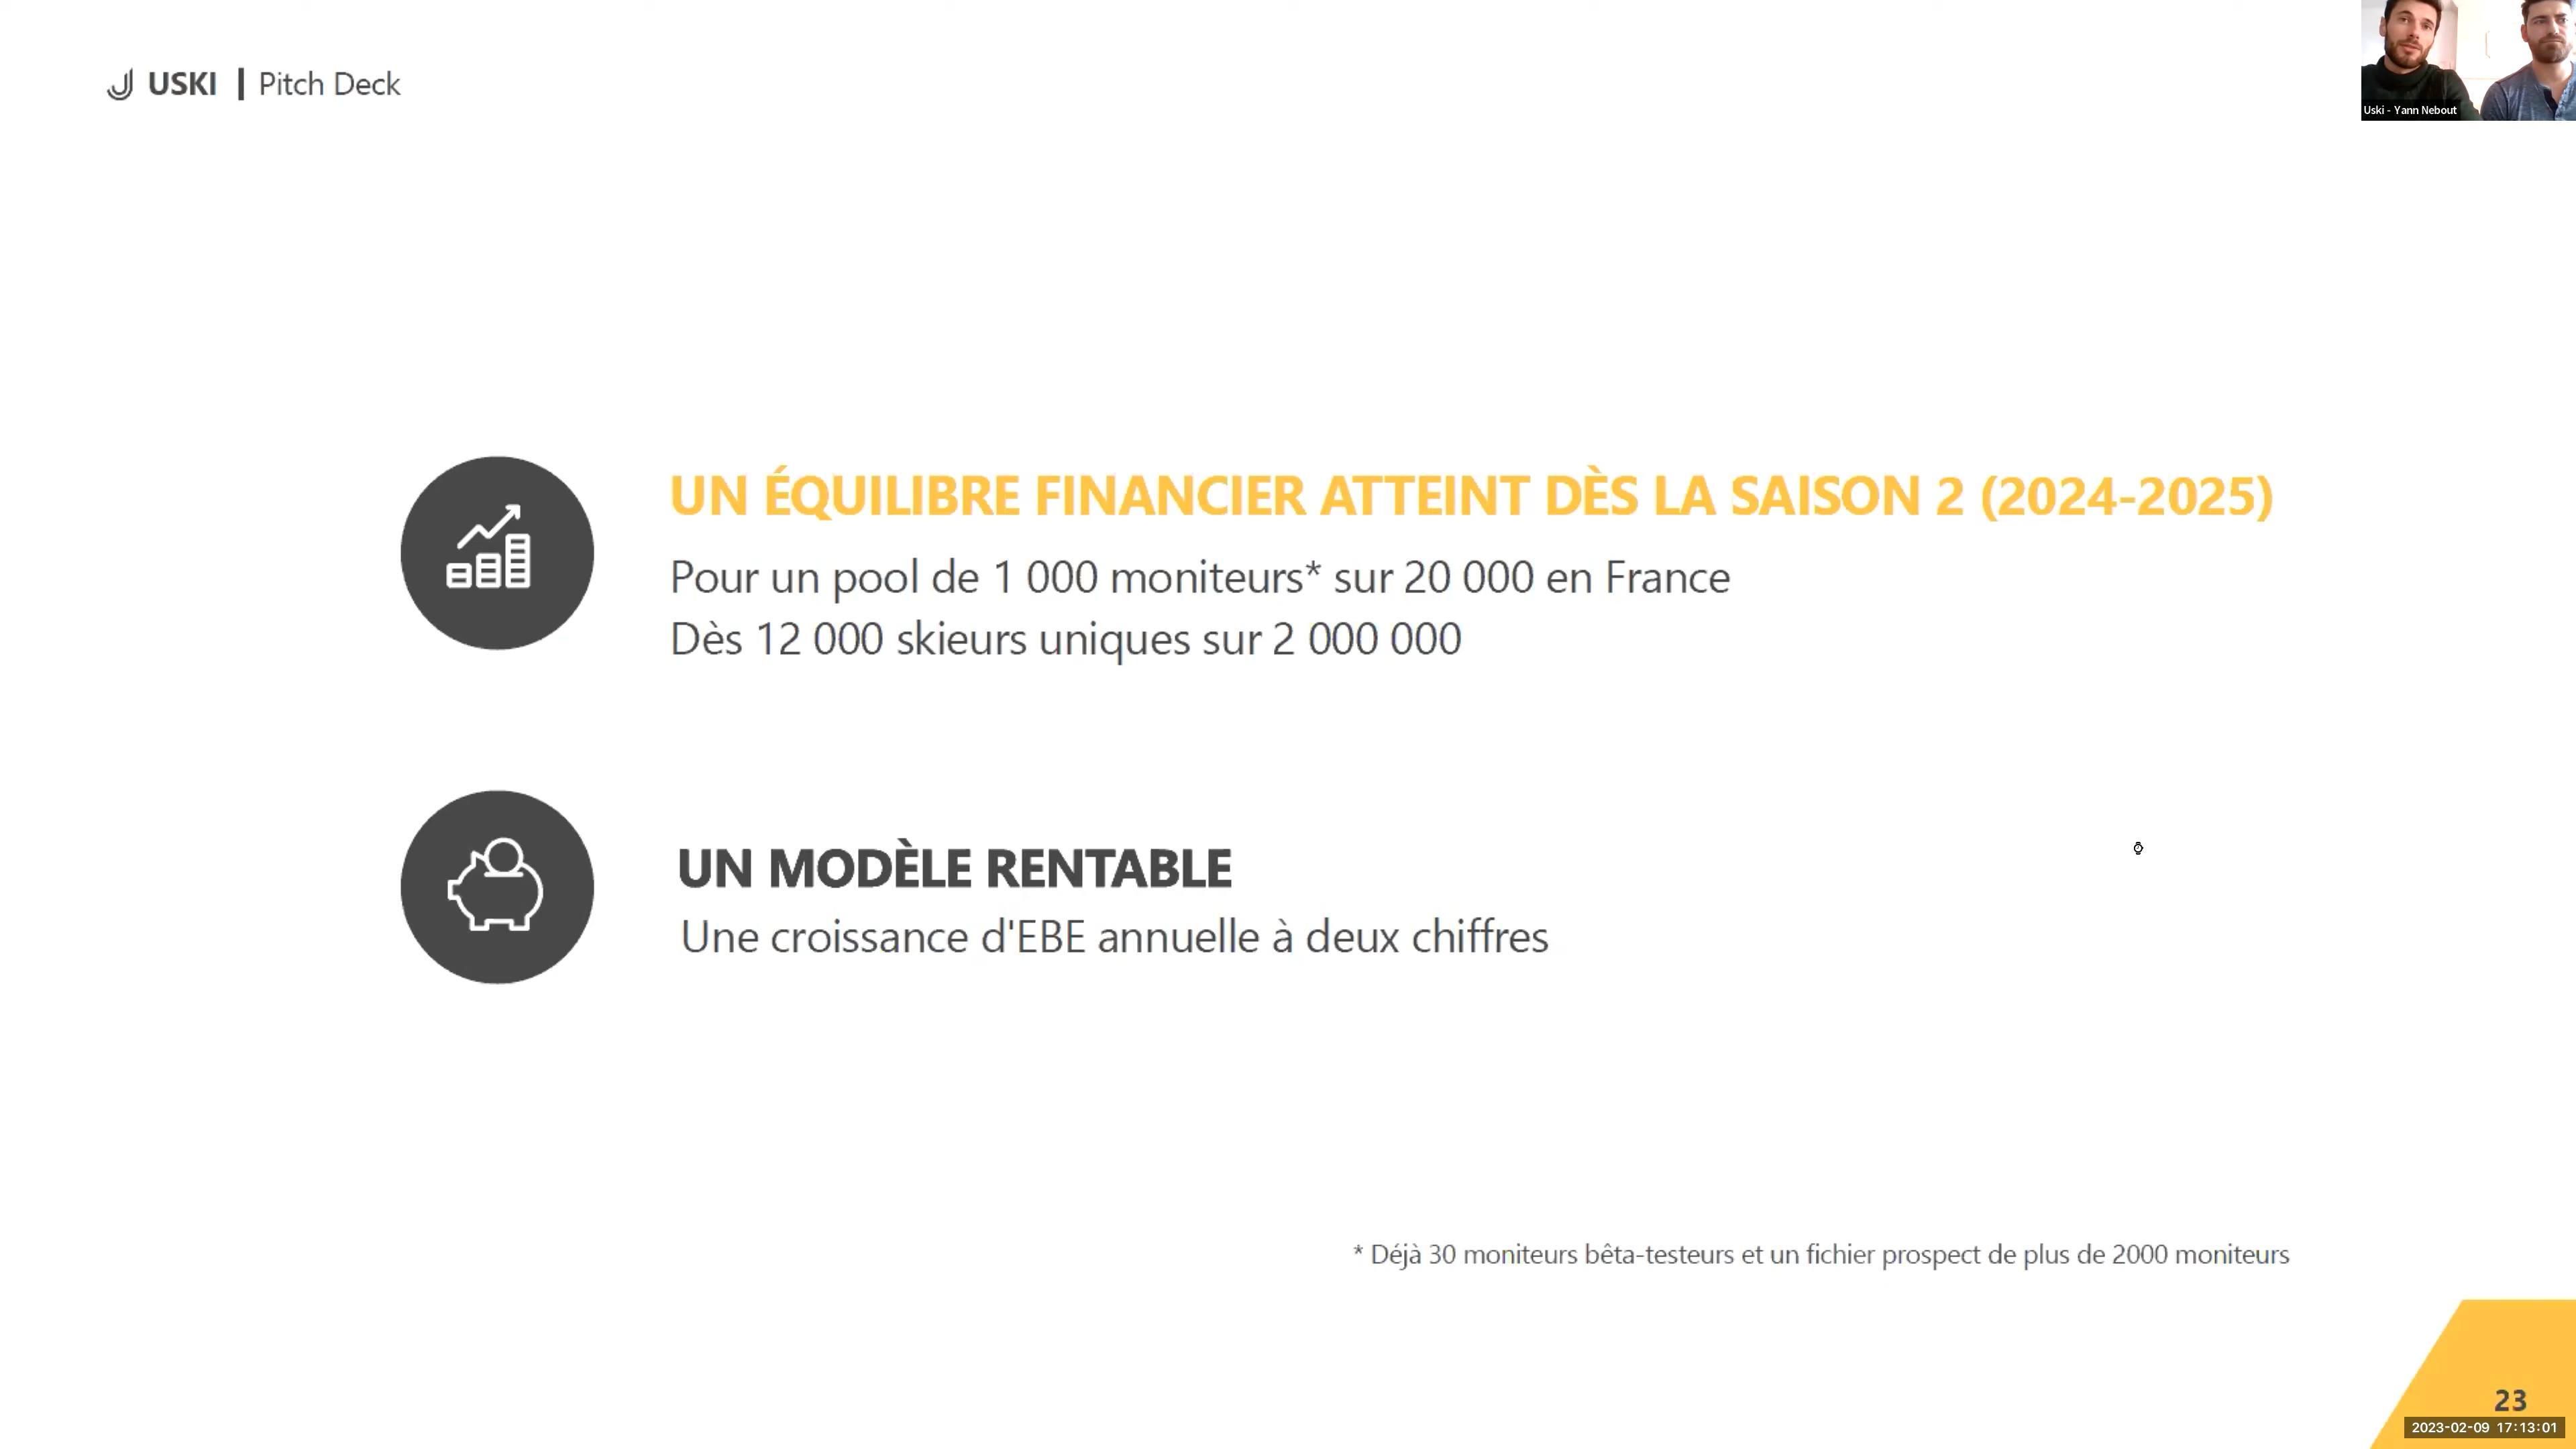 USKI | Pitch Deck
Uski - Yann Nebout
UN ÉQUILIBRE FINANCIER ATTEINT DÈS LA SAISON 2 (2024-2025)
Pour un pool de 1 000 moniteurs* sur 20 000 en France
Dès 12 000 skieurs uniques sur 2 000 000
UN MODÈLE RENTABLE
Une croissance d'EBE annuelle à deux chiffres
* Déjà 30 moniteurs bêta-testeurs et un fichier prospect de plus de 2000 moniteurs
23
2023-02-09 17:13:01